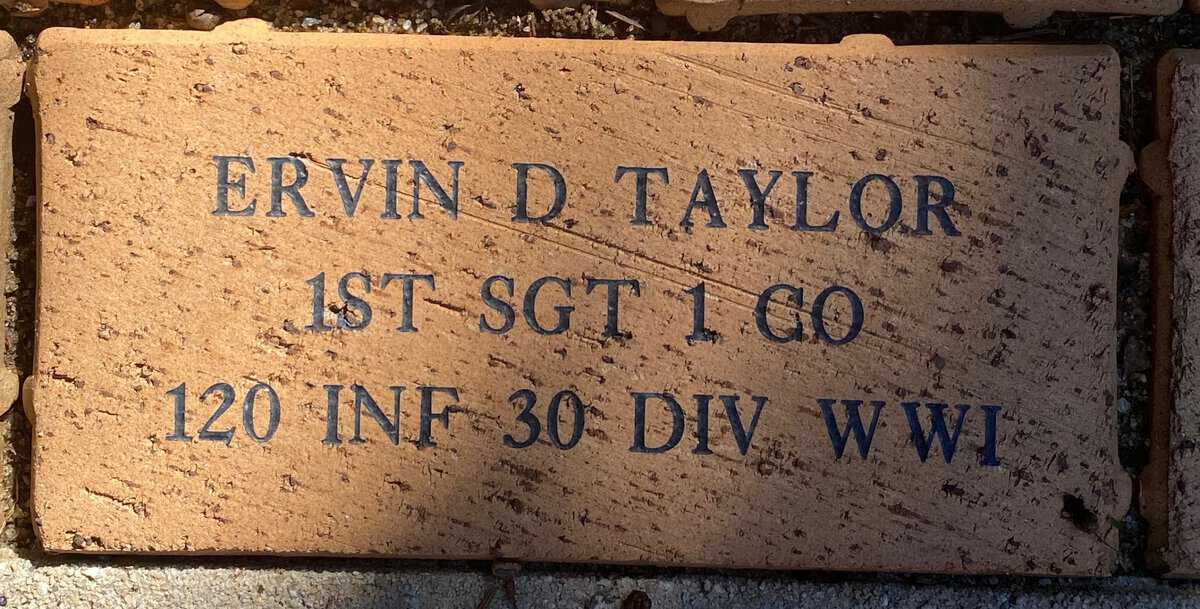 ERVIN D TAYLOR
1ST SGT 1 CO
120 INF 30 DIV WWI